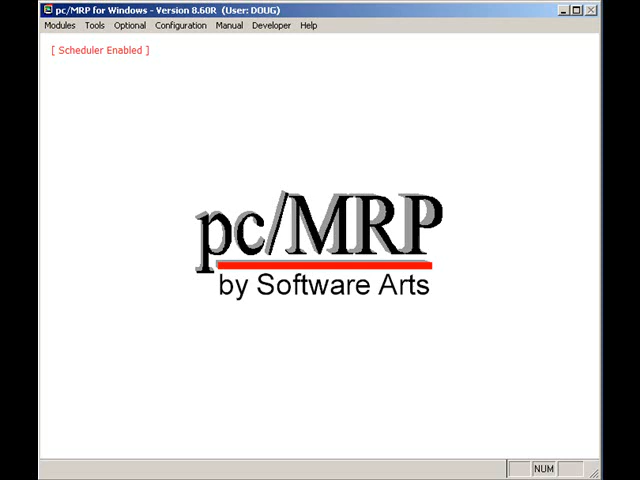 pc/MRP for Windows - Version 8.60R (User: DOUG)
Modules Tools Optional Configuration Manual Developer Help
[ Scheduler Enabled ]
pc/MRP
by Software Arts
NUM